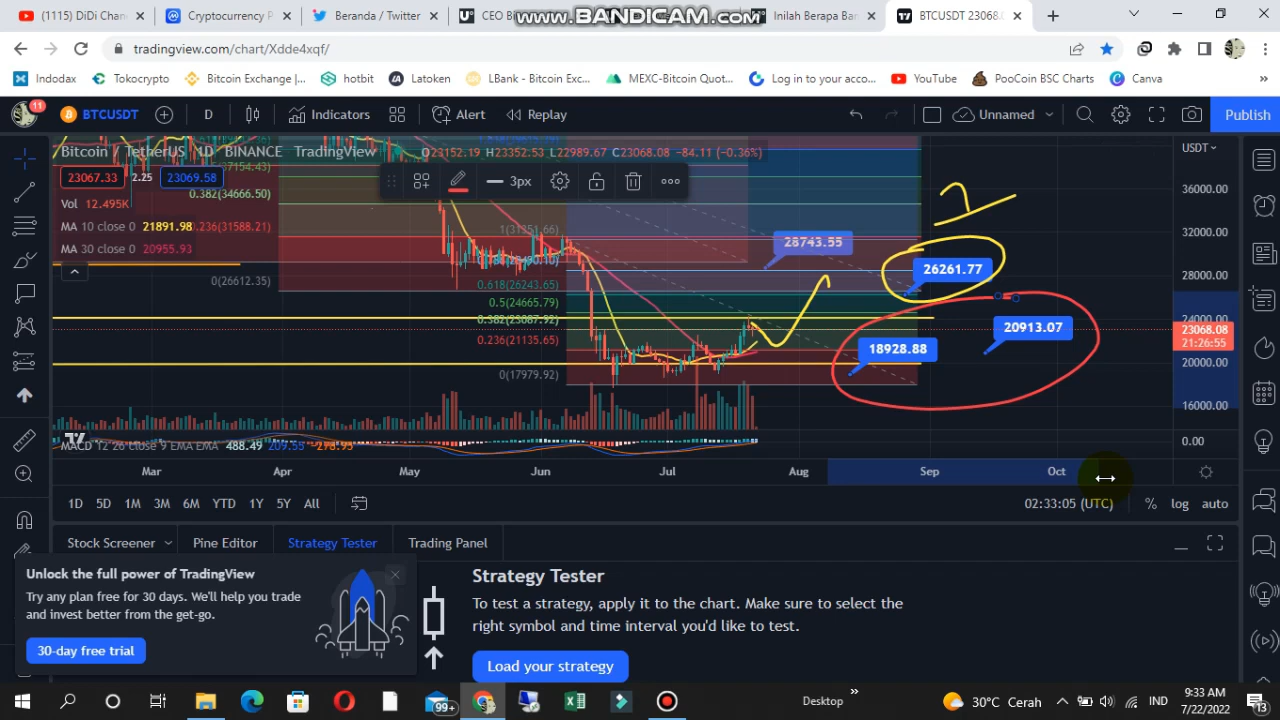 (1115) DiDi Chan
Cryptocurrency P
Beranda / Twitter
CEO Bi
www.BANDICAM.com
Inilah Berapa Ban
BTCUSDT 23068.0
tradingview.com/chart/Xdde4xqf/
Indodax
Tokocrypto
Bitcoin Exchange |...
hotbit
Latoken
LBank - Bitcoin Exc...
MEXC-Bitcoin Quot...
Log in to your acco...
YouTube
PooCoin BSC Charts
Canva
»
11
BTCUSDT
D
Indicators
Alert
Replay
Unnamed
Publish
Bitcoin / TetherUS 1D BINANCE TradingView
O23152.19 H23352.53 L22989.67 C23068.08 −84.11 (−0.36%)
USDT
23067.33
2.25
23069.58
0.382(34666.50)
3px
36000.00
Vol 12.495K
MA 10 close 0 21891.98
0.236(31588.21)
1(31351.66)
32000.00
MA 30 close 0 20955.93
28743.55
26261.77
0(26612.35)
0.618(26243.65)
28000.00
0.5(24665.79)
0.382(23087.92)
20913.07
23068.08
21:26:55
0.236(21135.65)
18928.88
20000.00
0(17979.92)
16000.00
MACD 12 26 close 9 EMA EMA 488.49 209.55 −278.95
0.00
Mar
Apr
May
Jun
Jul
Aug
Sep
Oct
1D
5D
1M
3M
6M
YTD
1Y
5Y
All
02:33:05 (UTC)
%
log
auto
Stock Screener
Pine Editor
Strategy Tester
Trading Panel
Unlock the full power of TradingView
Try any plan free for 30 days. We'll help you trade
and invest better from the get-go.
30-day free trial
Strategy Tester
To test a strategy, apply it to the chart. Make sure to select the
right symbol and time interval you'd like to test.
Load your strategy
99+
Desktop
»
30°C Cerah
IND
9:33 AM
7/22/2022
13